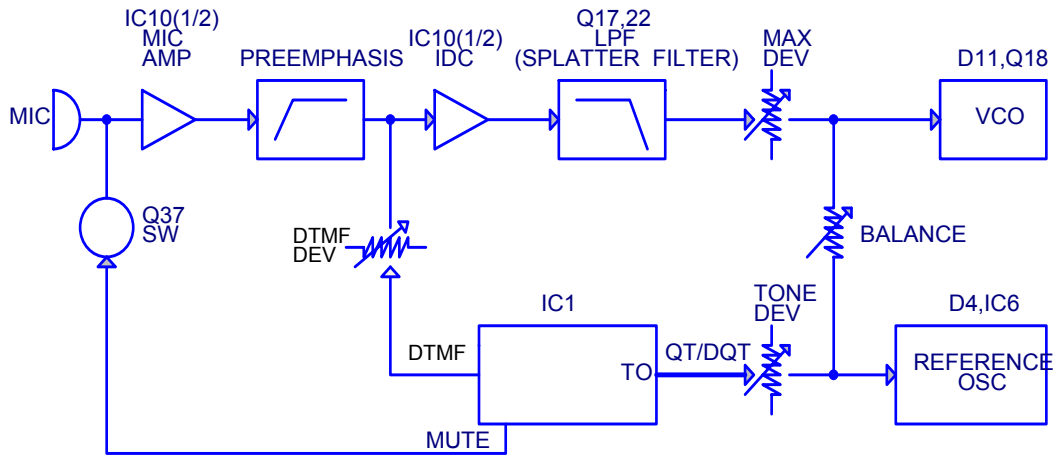 IC10(1/2)
MIC
AMP
PREEMPHASIS
IC10(1/2)
IDC
Q17,22
LPF
(SPLATTER FILTER)
MAX
DEV
D11,Q18
MIC
VCO
Q37
SW
DTMF
DEV
BALANCE
IC1
TONE
DEV
D4,IC6
DTMF
TO
QT/DQT
REFERENCE
OSC
MUTE